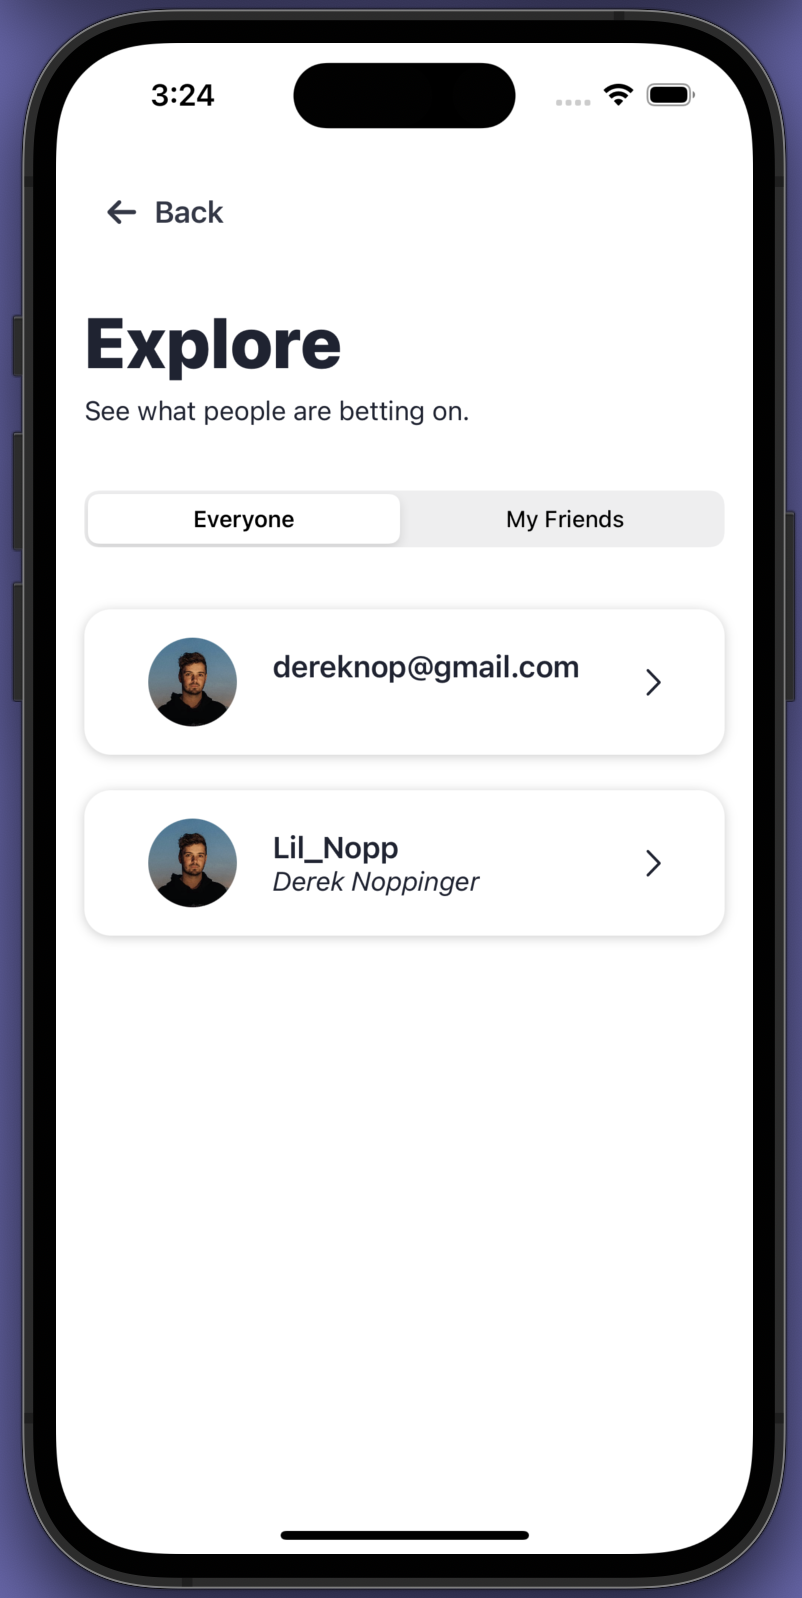 3:24
Back
Explore
See what people are betting on.
Everyone
My Friends
dereknop@gmail.com
Lil_Nopp
Derek Noppinger